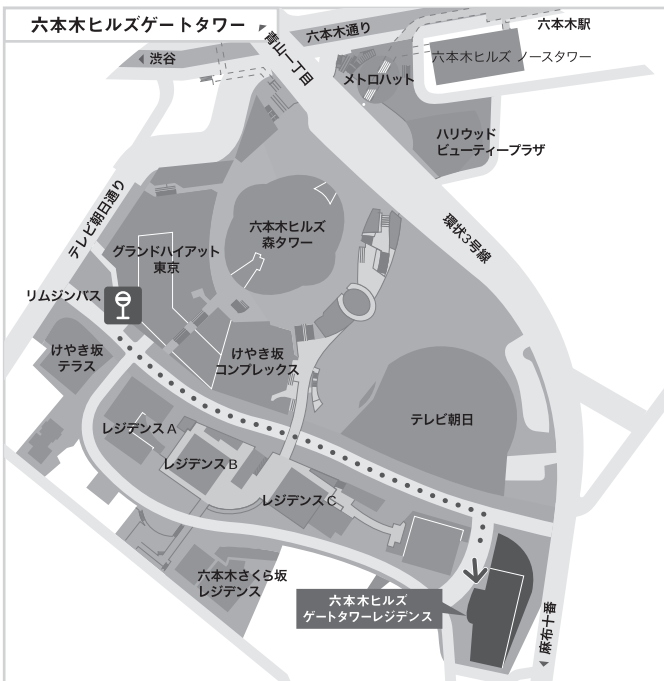 六本木ヒルズゲートタワー
青山一丁目
六本木通り
六本木駅
渋谷
メトロハット
六本木ヒルズ ノースタワー
ハリウッド
ビューティープラザ
テレビ朝日通り
六本木ヒルズ
森タワー
環状3号線
グランドハイアット
東京
リムジンバス
けやき坂
テラス
けやき坂
コンプレックス
テレビ朝日
レジデンスA
レジデンスB
レジデンスC
六本木さくら坂
レジデンス
六本木ヒルズ
ゲートタワーレジデンス
麻布十番